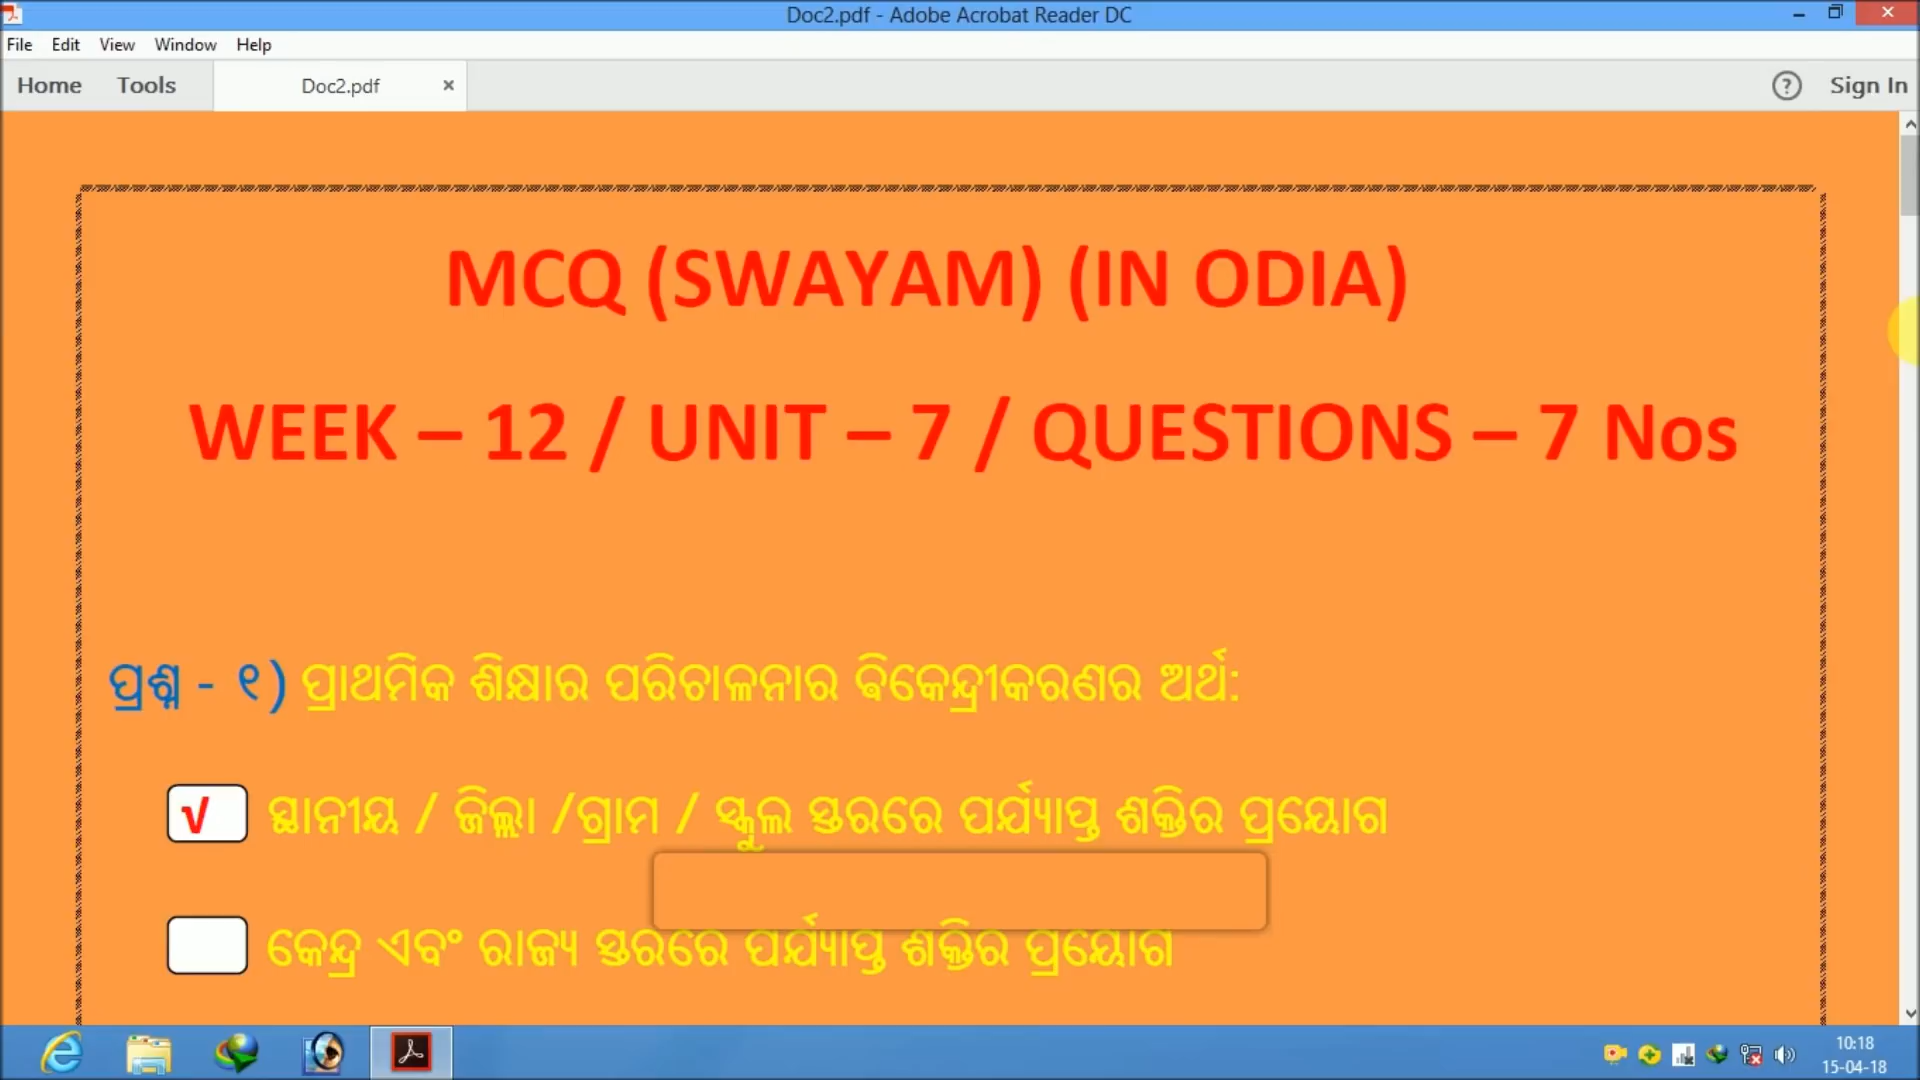 Doc2.pdf - Adobe Acrobat Reader DC
File Edit View Window Help
Home Tools Doc2.pdf × ? Sign In
MCQ (SWAYAM) (IN ODIA)
WEEK – 12 / UNIT – 7 / QUESTIONS – 7 Nos
ପ୍ରଶ୍ନ - ୧) ପ୍ରାଥମିକ ଶିକ୍ଷାର ପରିଚାଳନାର ଵିକେନ୍ଦ୍ରୀକରଣର ଅର୍ଥ:
√ ସ୍ଥାନୀୟ / ଜିଲ୍ଲା /ଗ୍ରାମ / ସ୍କୁଲ ସ୍ତରରେ ପର୍ଯ୍ୟାପ୍ତ ଶକ୍ତିର ପ୍ରୟୋଗ
କେନ୍ଦ୍ର ଏବଂ ରାଜ୍ୟ ସ୍ତରରେ ପର୍ଯ୍ୟାପ୍ତ ଶକ୍ତିର ପ୍ରୟୋଗ
10:18
15-04-18